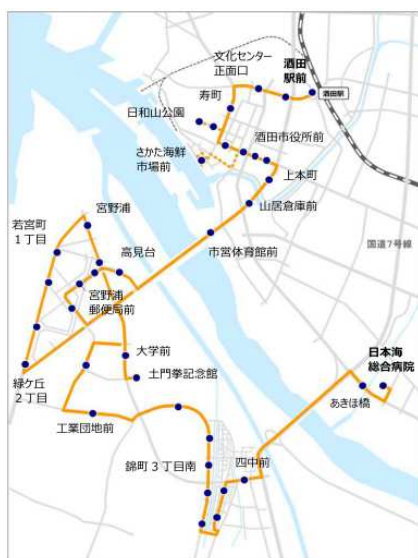 文化センター
正面口
酒田
駅前
酒田駅
寿町
日和山公園
酒田市役所前
さかた海鮮
市場前
上本町
山居倉庫前
宮野浦
若宮町
1丁目
高見台
市営体育館前
国道7号線
宮野浦
郵便局前
大学前
土門拳記念館
日本海
総合病院
あきほ橋
緑ケ丘
2丁目
工業団地前
錦町3丁目南
四中前